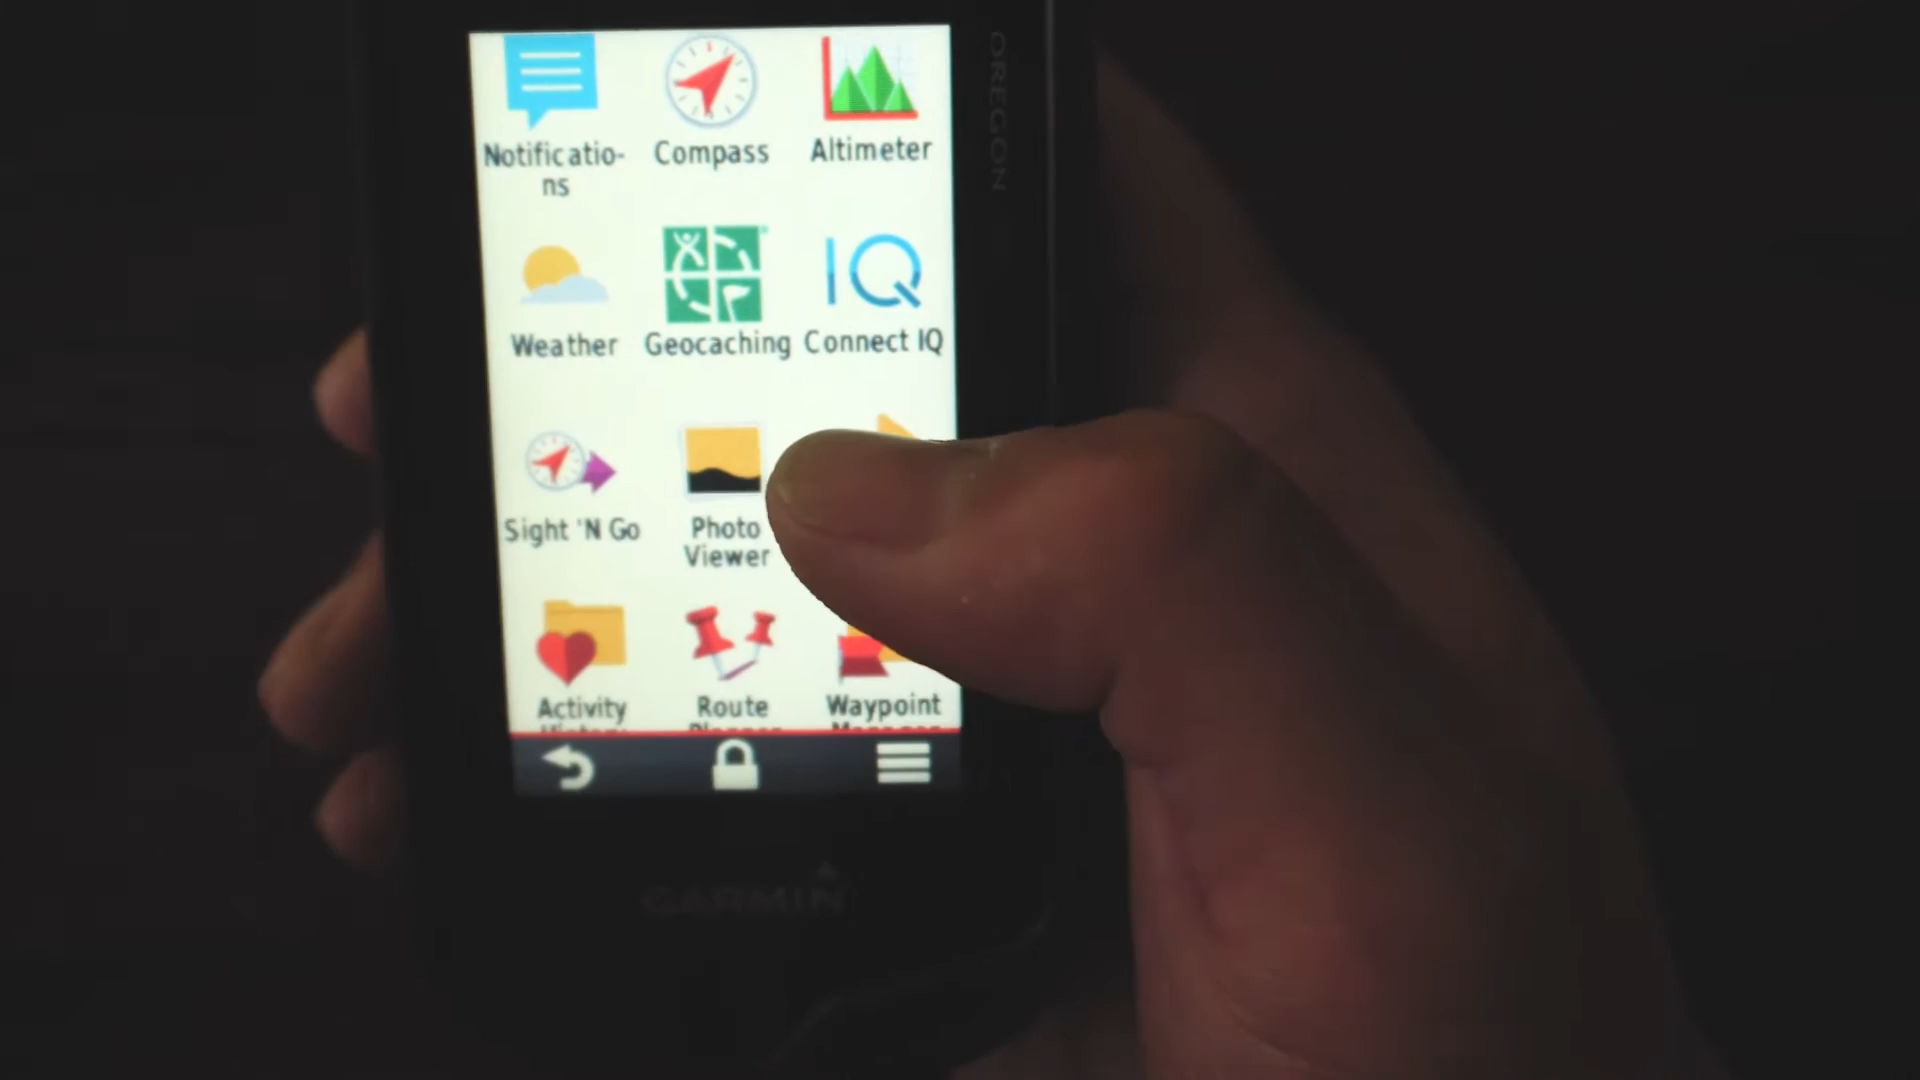 OREGON
Notificatio-
ns
Compass
Altimeter
Weather
Geocaching
IQ
Connect IQ
Sight 'N Go
Photo
Viewer
Activity
Route
Waypoint
GARMIN